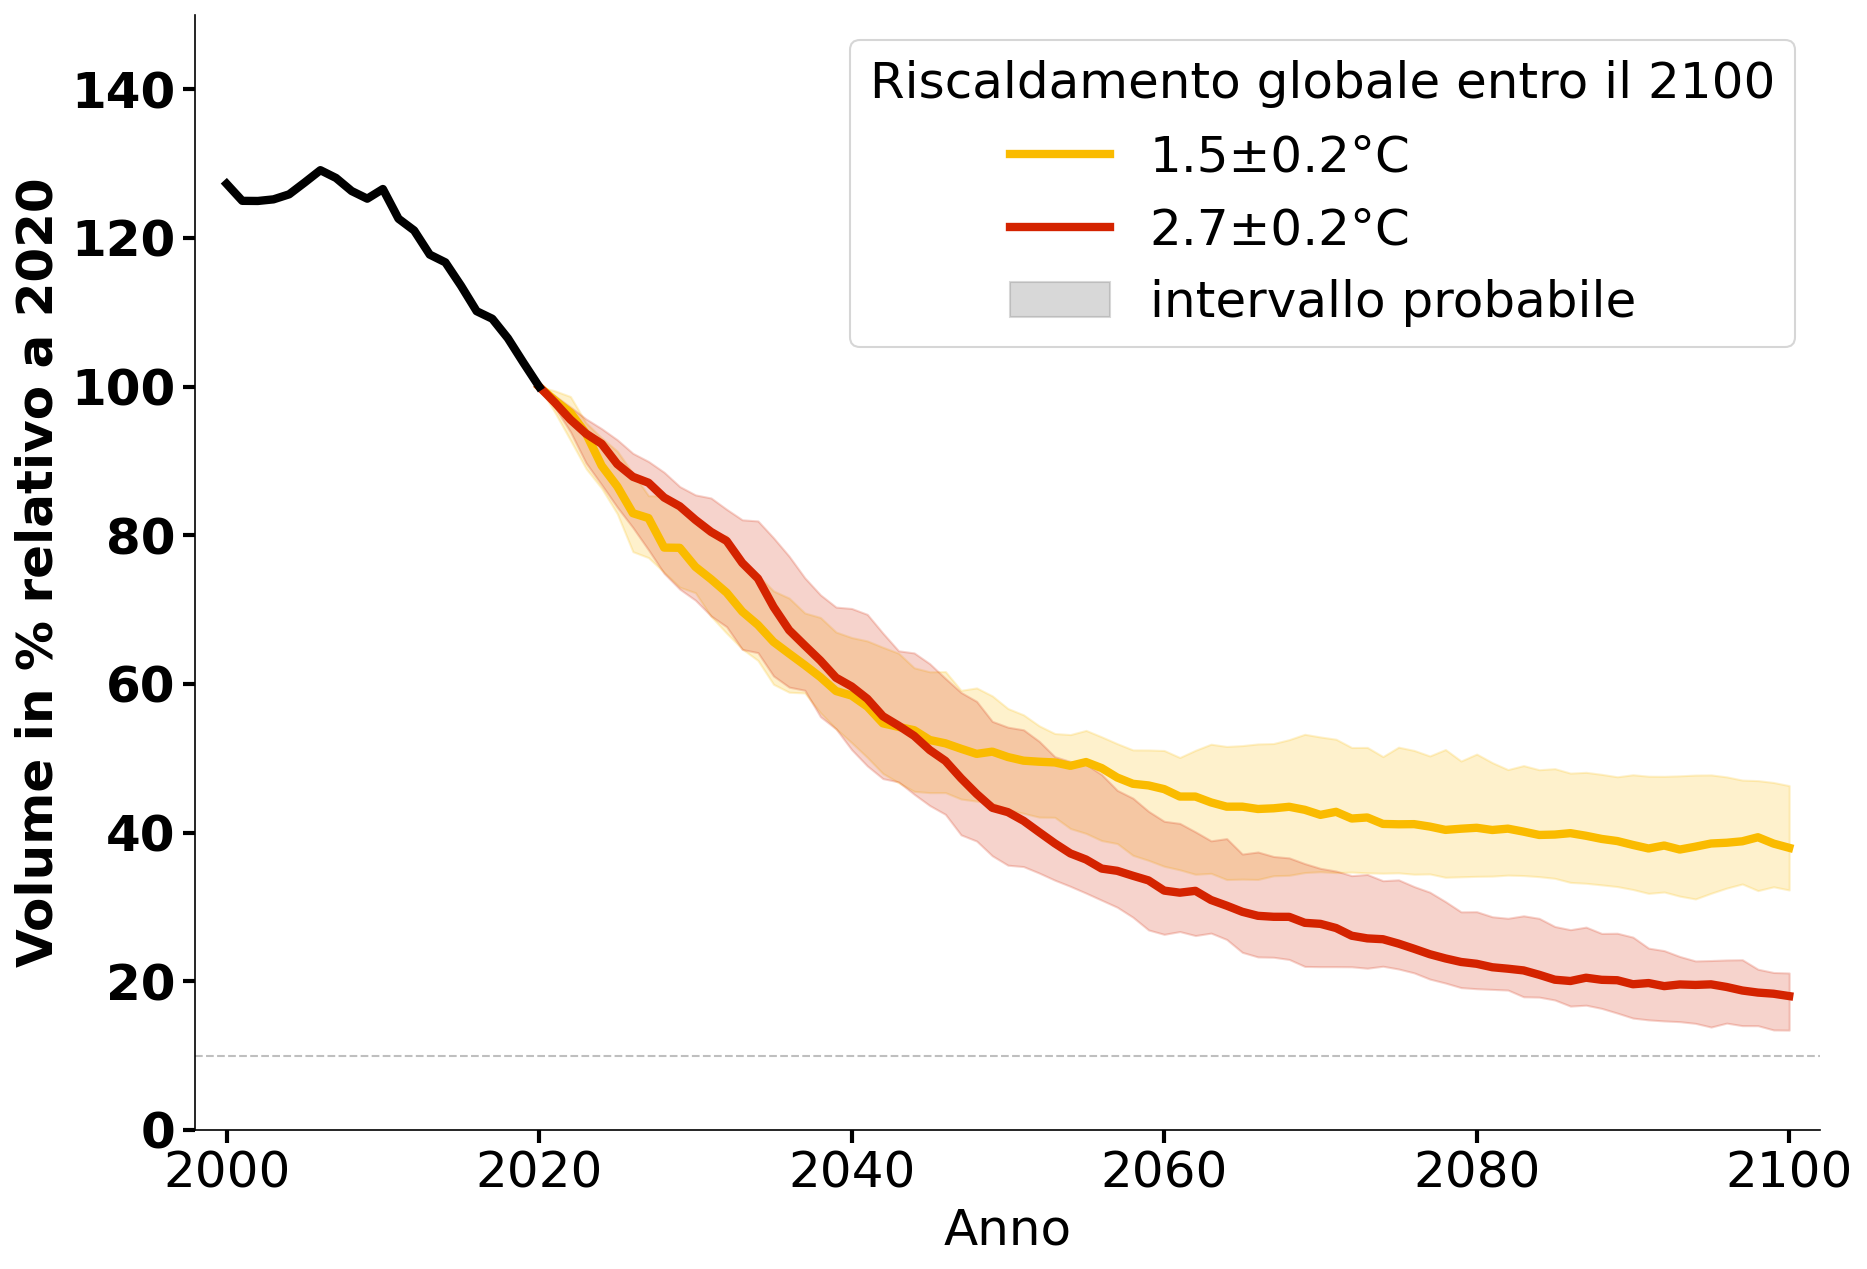 Riscaldamento globale entro il 2100
1.5±0.2°C
2.7±0.2°C
intervallo probabile
Volume in % relativo a 2020
140
120
100
80
60
40
20
0
2000 2020 2040 2060 2080 2100
Anno